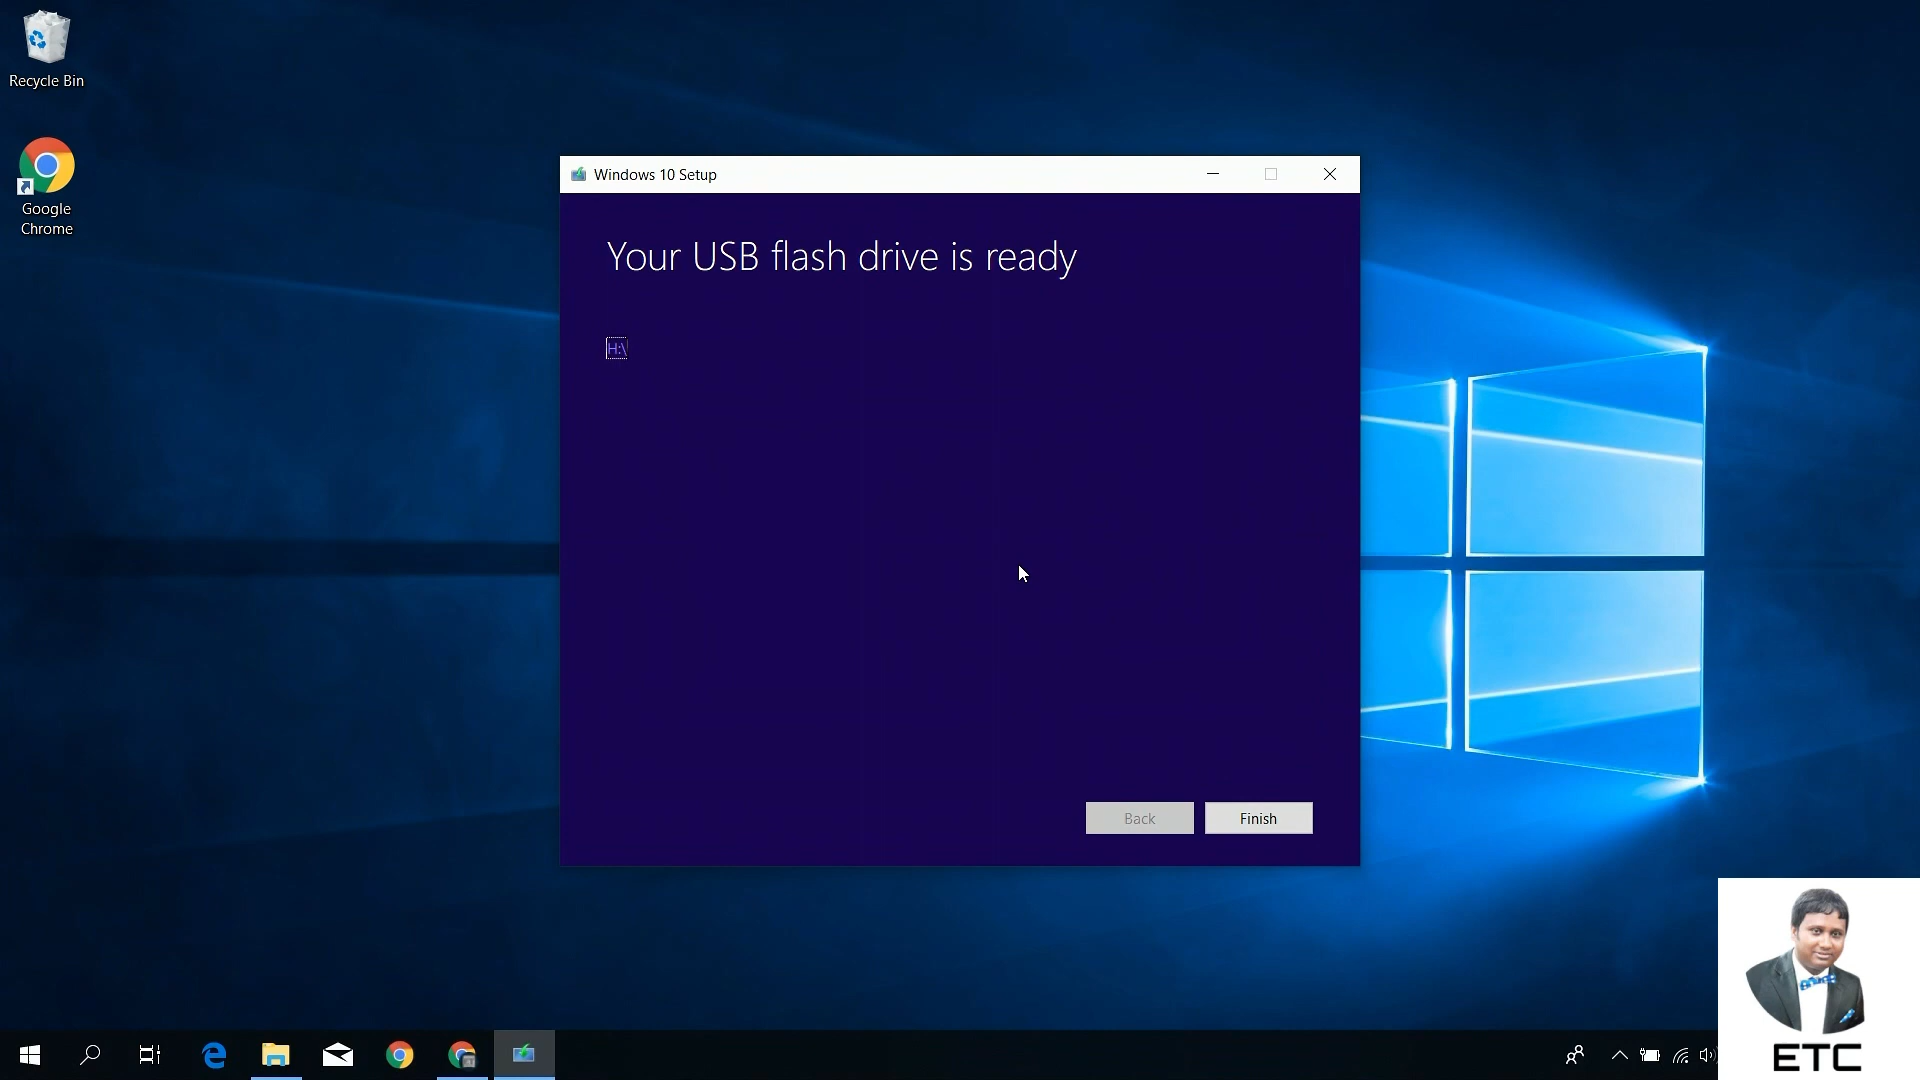 Recycle Bin
Google
Chrome
Windows 10 Setup
Your USB flash drive is ready
H:\
Back
Finish
ETC